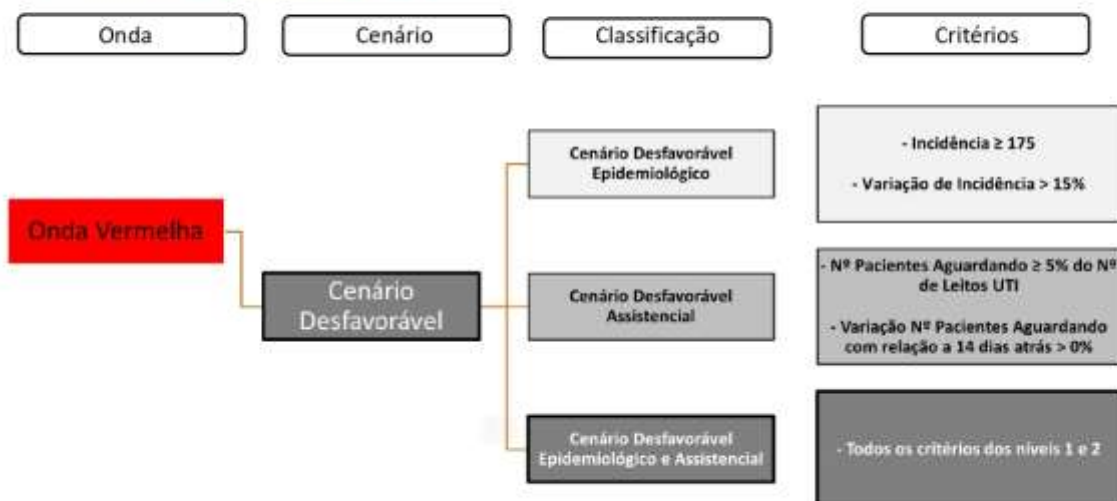 Onda
Cenário
Classificação
Critérios
Onda Vermelha
Cenário
Desfavorável
Cenário Desfavorável
Epidemiológico
- Incidência ≥ 175
- Variação de Incidência > 15%
Cenário Desfavorável
Assistencial
- Nº Pacientes Aguardando ≥ 5% do Nº
de Leitos UTI
- Variação Nº Pacientes Aguardando
com relação a 14 dias atrás > 0%
Cenário Desfavorável
Epidemiológico e Assistencial
- Todos os critérios dos níveis 1 e 2